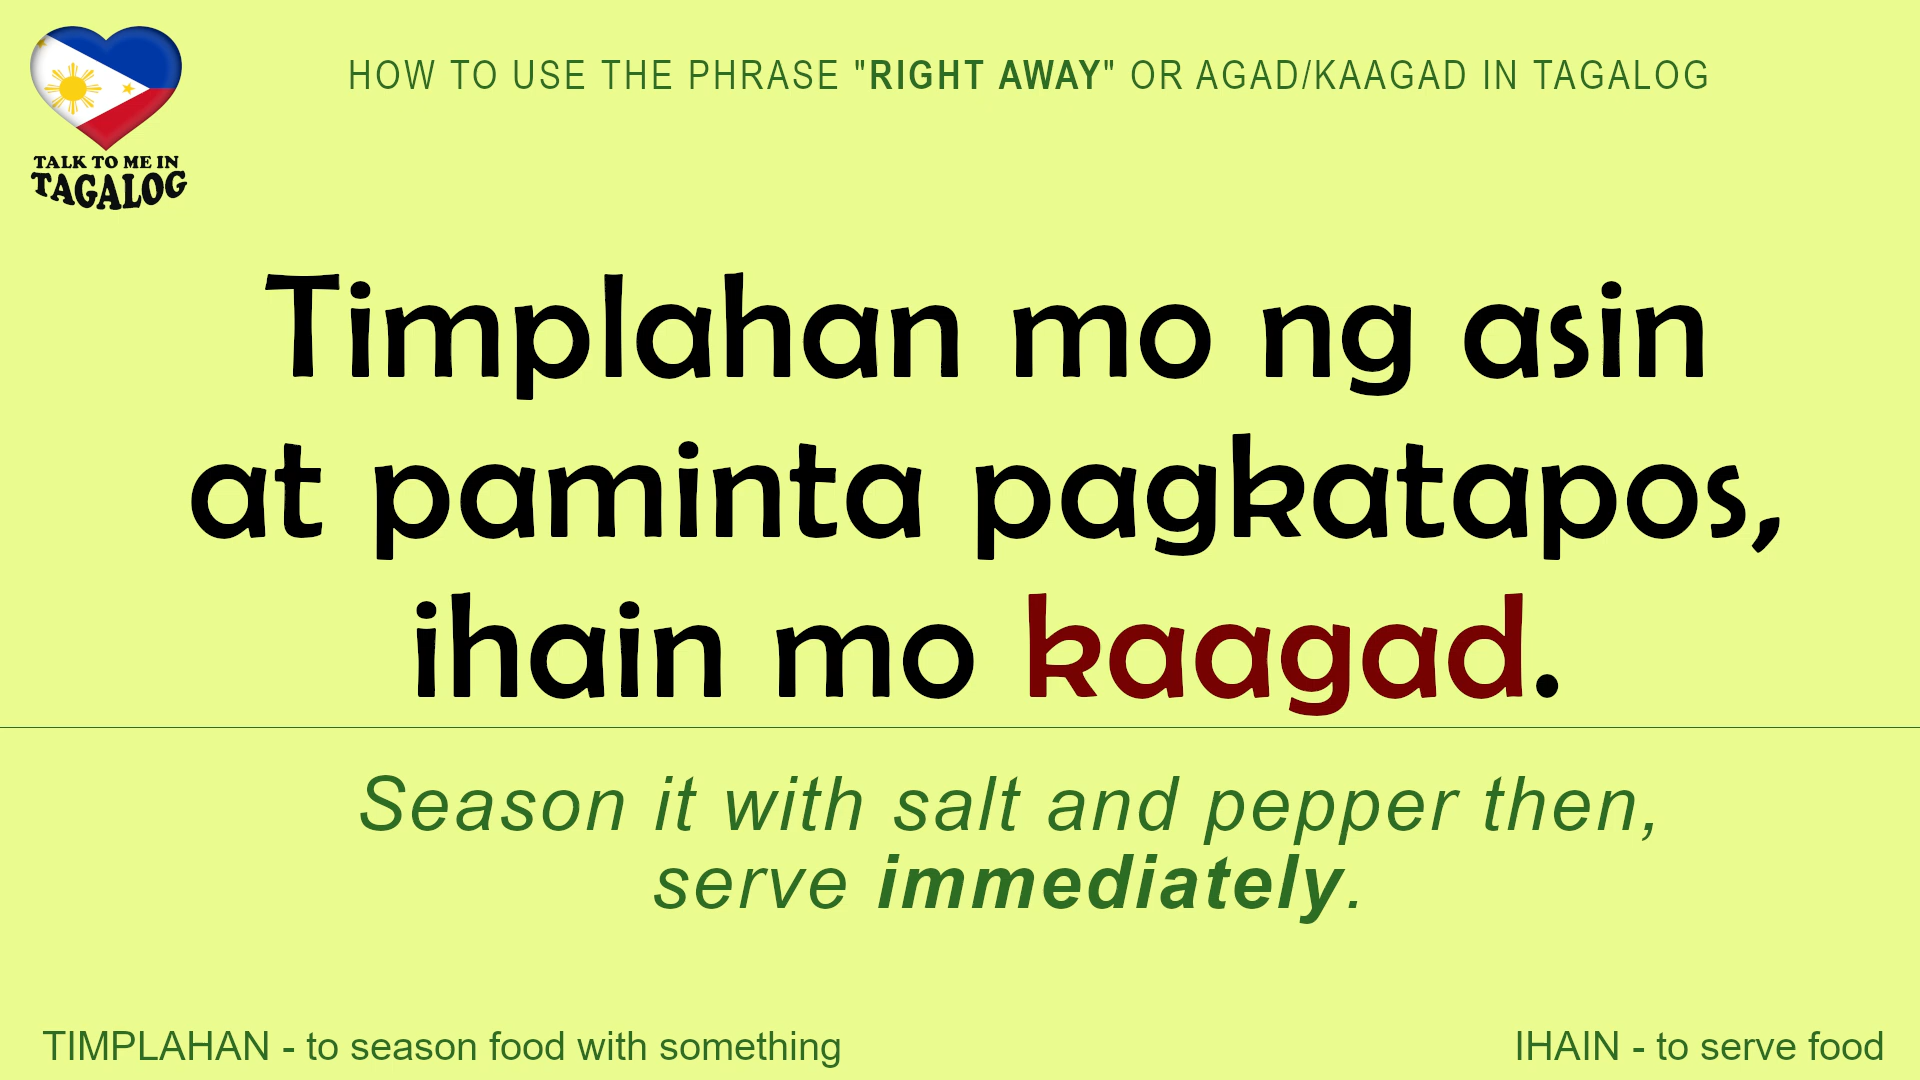 HOW TO USE THE PHRASE "RIGHT AWAY" OR AGAD/KAAGAD IN TAGALOG
TALK TO ME IN
TAGALOG
Timplahan mo ng asin
at paminta pagkatapos,
ihain mo kaagad.
Season it with salt and pepper then,
serve immediately.
TIMPLAHAN - to season food with something
IHAIN - to serve food